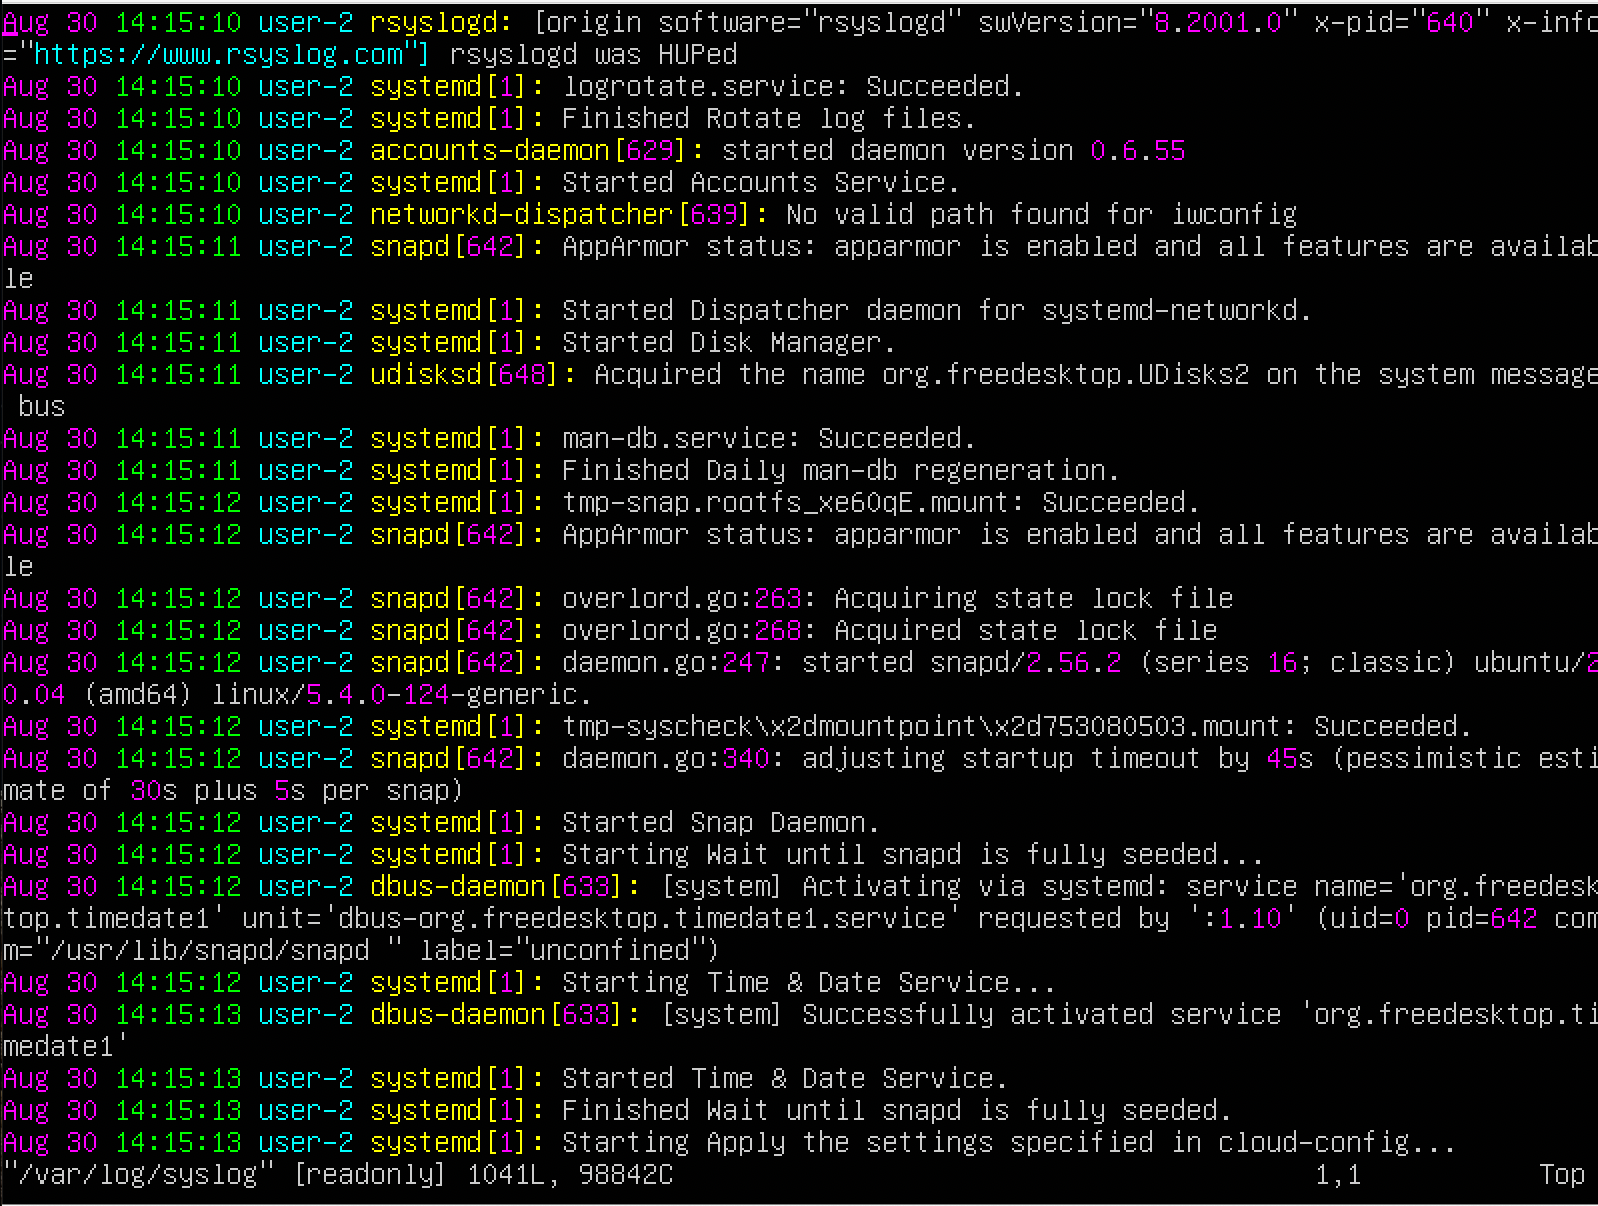 Aug 30 14:15:10 user-2 rsyslogd: [origin software="rsyslogd" swVersion="8.2001.0" x-pid="640" x-info
="https://www.rsyslog.com"] rsyslogd was HUPed
Aug 30 14:15:10 user-2 systemd[1]: logrotate.service: Succeeded.
Aug 30 14:15:10 user-2 systemd[1]: Finished Rotate log files.
Aug 30 14:15:10 user-2 accounts-daemon[629]: started daemon version 0.6.55
Aug 30 14:15:10 user-2 systemd[1]: Started Accounts Service.
Aug 30 14:15:10 user-2 networkd-dispatcher[639]: No valid path found for iwconfig
Aug 30 14:15:11 user-2 snapd[642]: AppArmor status: apparmor is enabled and all features are availab
le
Aug 30 14:15:11 user-2 systemd[1]: Started Dispatcher daemon for systemd-networkd.
Aug 30 14:15:11 user-2 systemd[1]: Started Disk Manager.
Aug 30 14:15:11 user-2 udisksd[648]: Acquired the name org.freedesktop.UDisks2 on the system message
 bus
Aug 30 14:15:11 user-2 systemd[1]: man-db.service: Succeeded.
Aug 30 14:15:11 user-2 systemd[1]: Finished Daily man-db regeneration.
Aug 30 14:15:12 user-2 systemd[1]: tmp-snap.rootfs_xe6OqE.mount: Succeeded.
Aug 30 14:15:12 user-2 snapd[642]: AppArmor status: apparmor is enabled and all features are availab
le
Aug 30 14:15:12 user-2 snapd[642]: overlord.go:263: Acquiring state lock file
Aug 30 14:15:12 user-2 snapd[642]: overlord.go:268: Acquired state lock file
Aug 30 14:15:12 user-2 snapd[642]: daemon.go:247: started snapd/2.56.2 (series 16; classic) ubuntu/2
0.04 (amd64) linux/5.4.0-124-generic.
Aug 30 14:15:12 user-2 systemd[1]: tmp-syscheck\x2dmountpoint\x2d753080503.mount: Succeeded.
Aug 30 14:15:12 user-2 snapd[642]: daemon.go:340: adjusting startup timeout by 45s (pessimistic esti
mate of 30s plus 5s per snap)
Aug 30 14:15:12 user-2 systemd[1]: Started Snap Daemon.
Aug 30 14:15:12 user-2 systemd[1]: Starting Wait until snapd is fully seeded...
Aug 30 14:15:12 user-2 dbus-daemon[633]: [system] Activating via systemd: service name='org.freedesk
top.timedate1' unit='dbus-org.freedesktop.timedate1.service' requested by ':1.10' (uid=0 pid=642 com
m="/usr/lib/snapd/snapd " label="unconfined")
Aug 30 14:15:12 user-2 systemd[1]: Starting Time & Date Service...
Aug 30 14:15:13 user-2 dbus-daemon[633]: [system] Successfully activated service 'org.freedesktop.ti
medate1'
Aug 30 14:15:13 user-2 systemd[1]: Started Time & Date Service.
Aug 30 14:15:13 user-2 systemd[1]: Finished Wait until snapd is fully seeded.
Aug 30 14:15:13 user-2 systemd[1]: Starting Apply the settings specified in cloud-config...
"/var/log/syslog" [readonly] 1041L, 98842C 1,1 Top